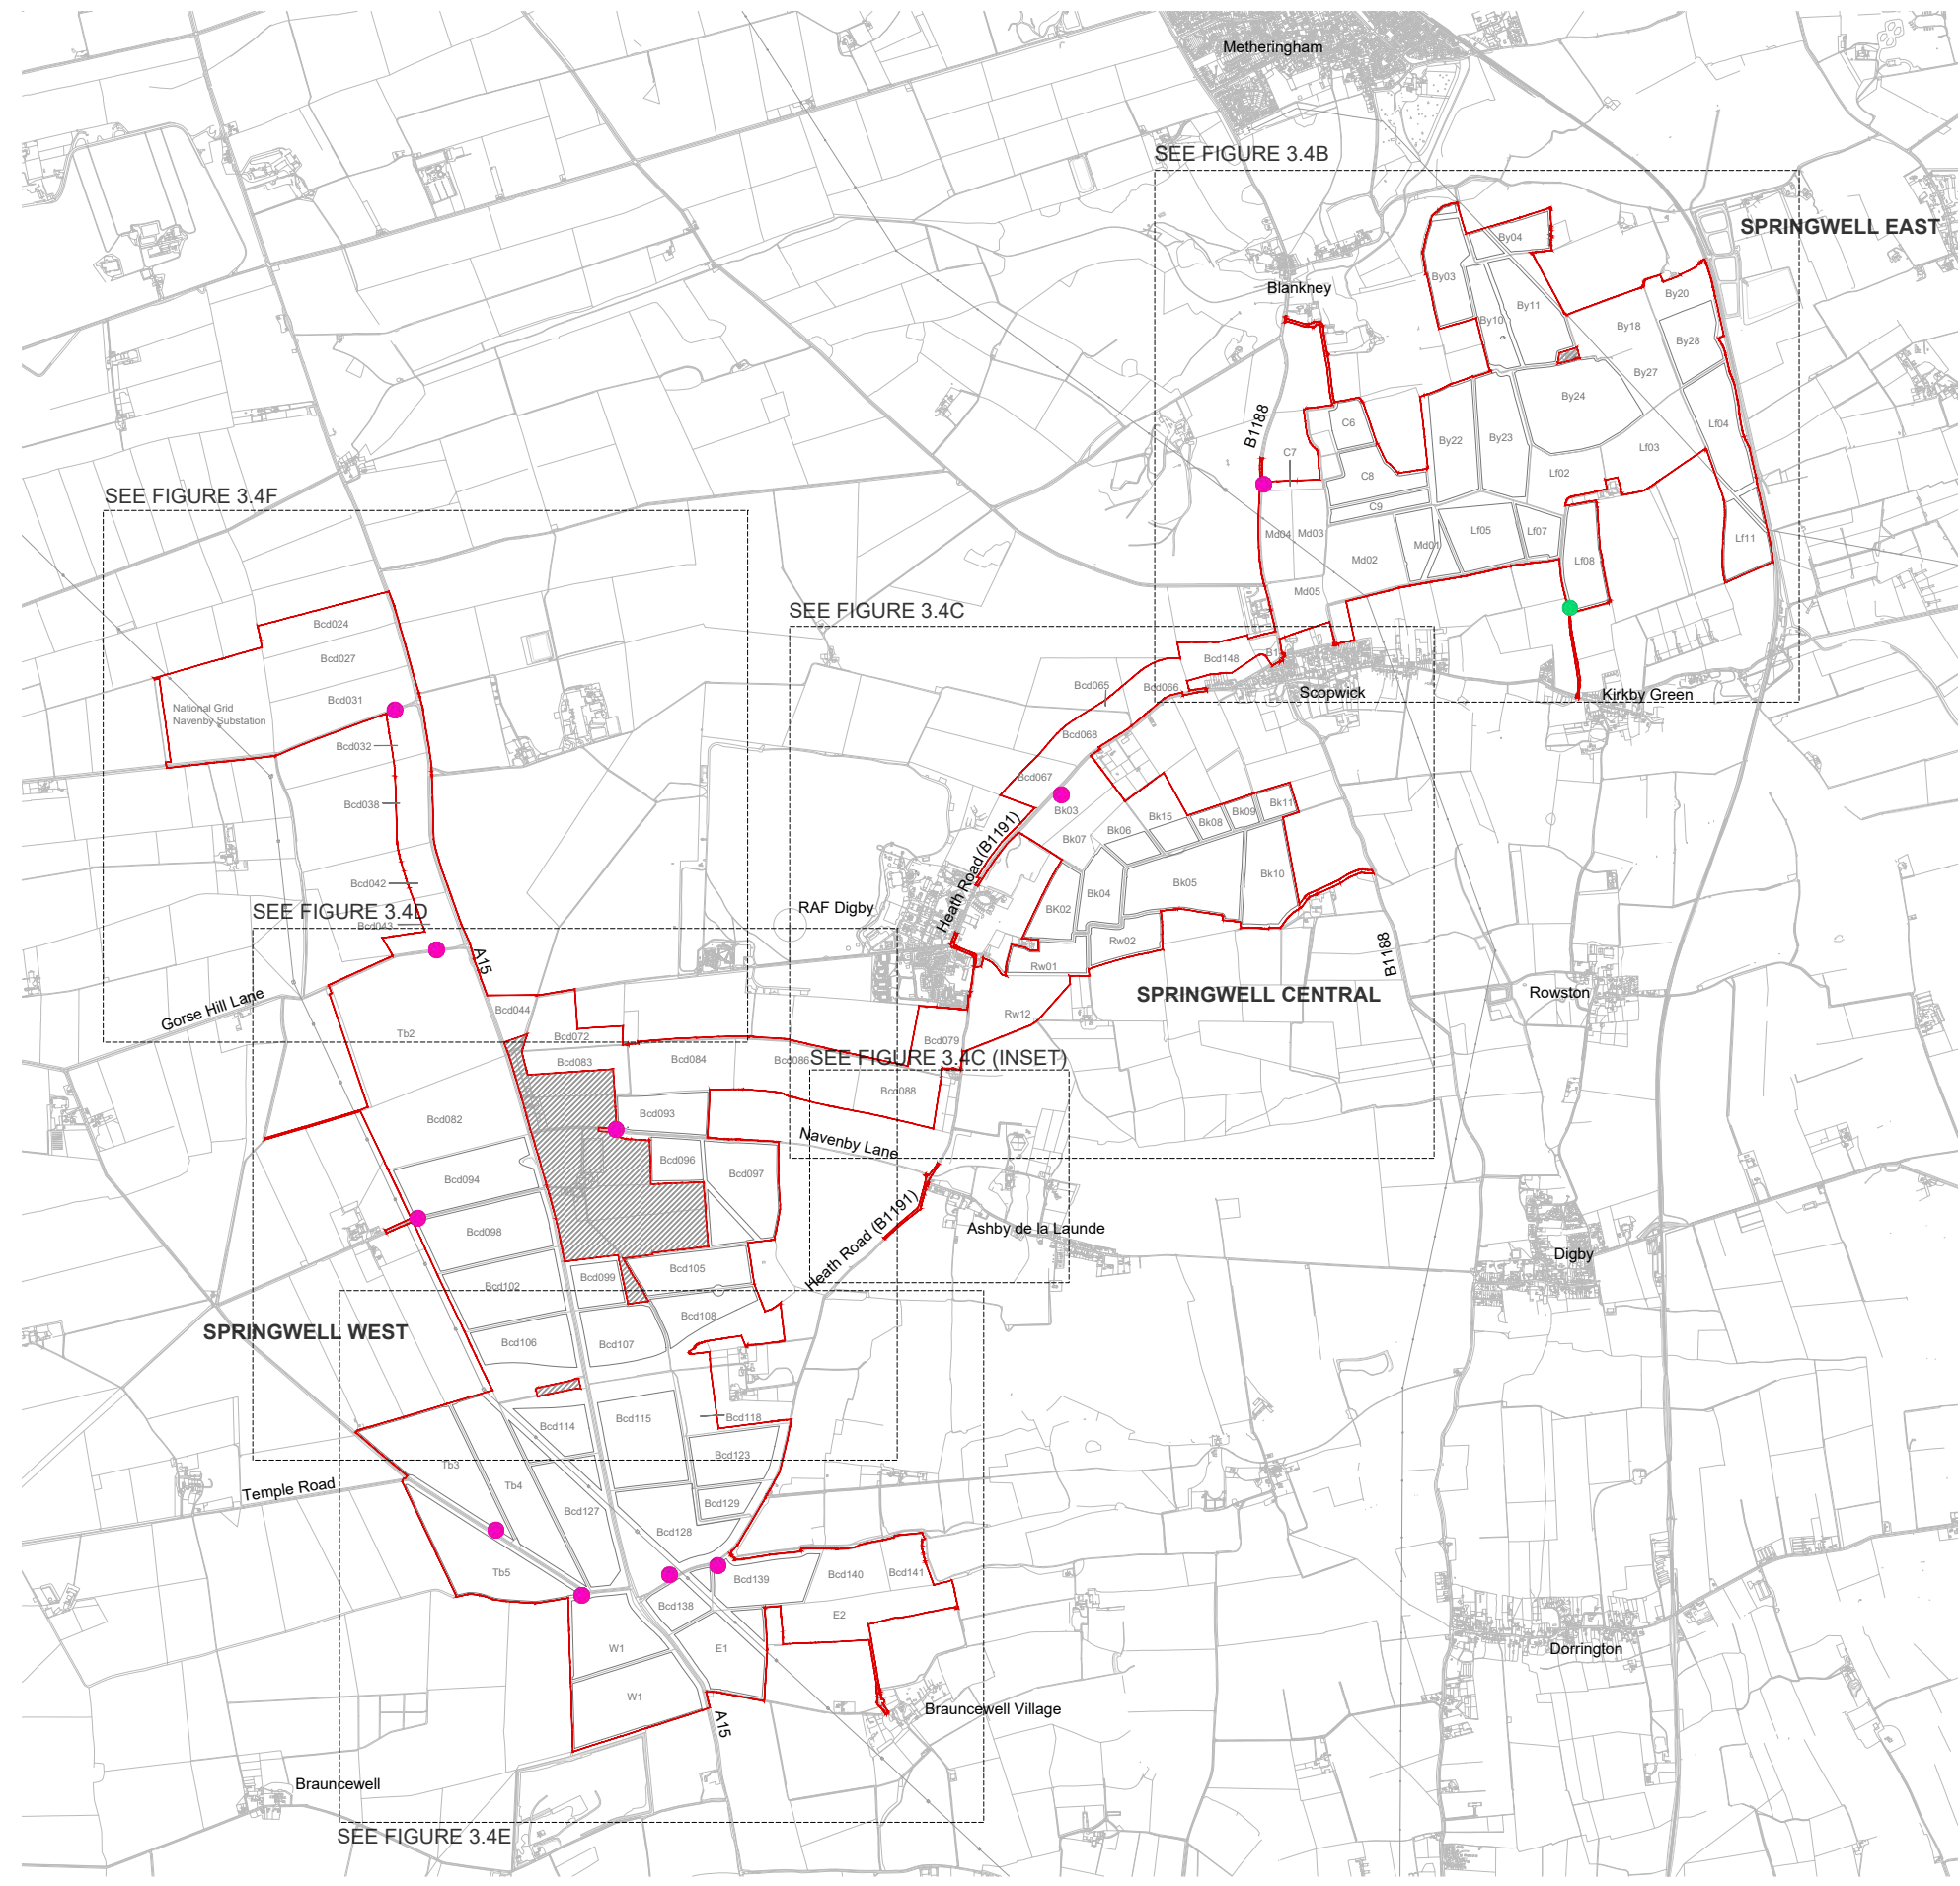 Metheringham
SEE FIGURE 3.4B
SPRINGWELL EAST
By04
By03
Blankney
By20
By11
By10
By18
By28
By27
By24
B1188
C6
Lf04
By22
By23
C7
Lf03
C8
Lf02
SEE FIGURE 3.4F
C9
Md04
Md03
Md01
Lf05
Lf07
Lf11
Md02
Lf08
Md05
SEE FIGURE 3.4C
Bcd024
Bcd027
Bcd148
Bcd065
Bcd066
Scopwick
Kirkby Green
Bcd031
National Grid
Navenby Substation
Bcd032
Bcd068
Bcd067
Bcd038
Bk03
Bk11
Bk09
Bk15
Bk08
Bk06
Bk07
Heath Road (B1191)
Bcd042
Bk05
Bk10
Bk04
SEE FIGURE 3.4D
RAF Digby
BK02
Bcd043
Rw02
A15
B1188
Rw01
Gorse Hill Lane
SPRINGWELL CENTRAL
Rowston
Bcd044
Rw12
Tb2
Bcd072
Bcd079
Bcd083
Bcd084
Bcd086
SEE FIGURE 3.4C (INSET)
Bcd088
Bcd093
Bcd082
Navenby Lane
Bcd096
Bcd097
Bcd094
Heath Road (B1191)
Ashby de la Launde
Bcd098
Digby
Bcd099
Bcd105
Bcd102
Bcd108
SPRINGWELL WEST
Bcd106
Bcd107
Bcd114
Bcd115
Bcd118
Bcd123
Tb3
Temple Road
Tb4
Bcd129
Bcd127
Bcd128
Tb5
Bcd139
Bcd140
Bcd141
Bcd138
E2
W1
E1
Dorrington
W1
Brauncewell Village
A15
Brauncewell
SEE FIGURE 3.4E